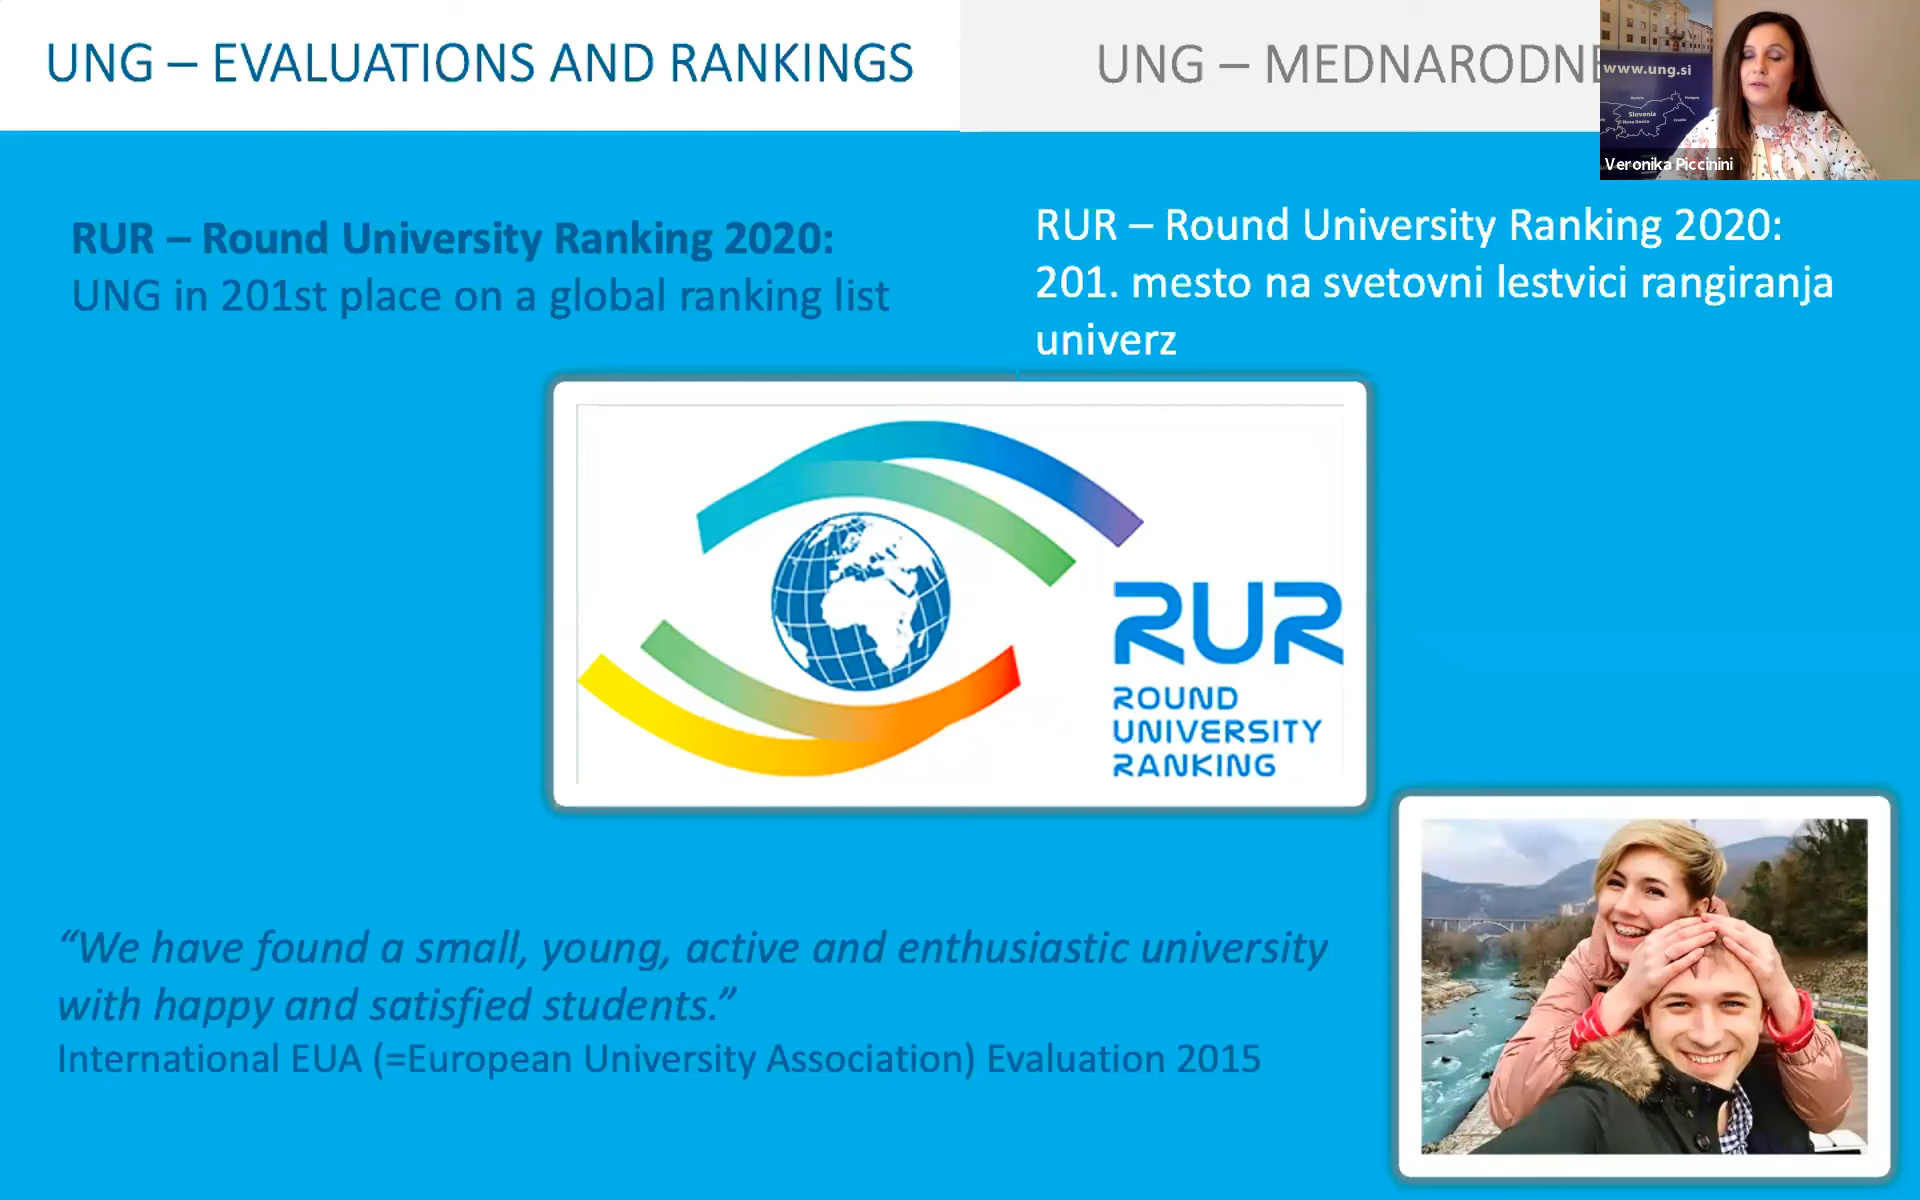 UNG – EVALUATIONS AND RANKINGS
UNG – MEDNARODNE
www.ung.si
Slovenia
Veronika Piccinini
RUR – Round University Ranking 2020:
UNG in 201st place on a global ranking list
RUR – Round University Ranking 2020:
201. mesto na svetovni lestvici rangiranja
univerz
RUR
ROUND
UNIVERSITY
RANKING
“We have found a small, young, active and enthusiastic university
with happy and satisfied students.”
International EUA (=European University Association) Evaluation 2015